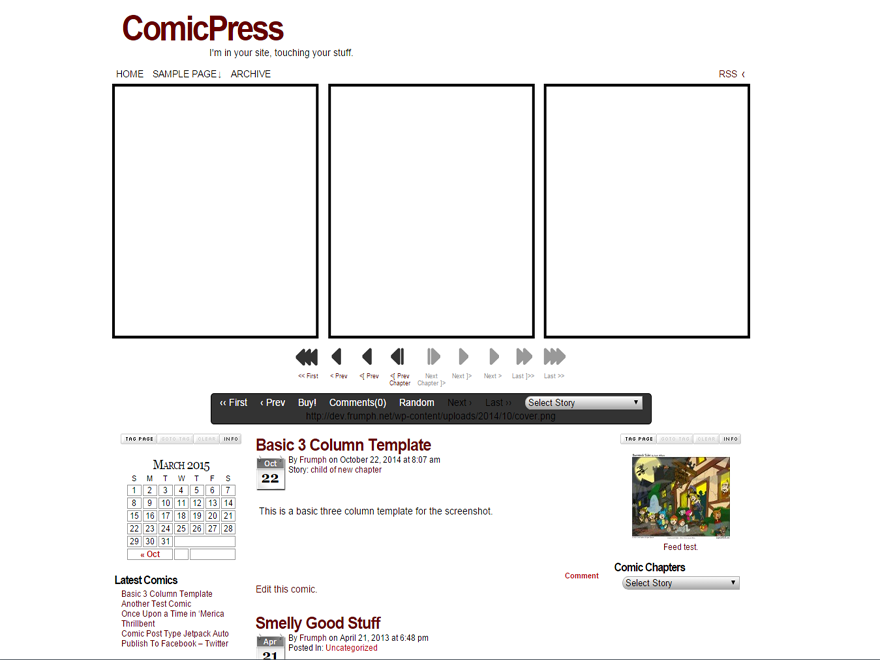 ComicPress
I'm in your site, touching your stuff.
HOME SAMPLE PAGE↓ ARCHIVE RSS
<< First
< Prev
<[ Prev
<[ Prev Chapter
Next Chapter ]>
Next ]>
Next >
Last ]>>
Last >>
‹‹ First ‹ Prev Buy! Comments(0) Random Next › Last ›› Select Story
http://dev.frumph.net/wp-content/uploads/2014/10/cover.png
TAG PAGE GOTO TAG CLEAR INFO
March 2015
S M T W T F S
1 2 3 4 5 6 7
8 9 10 11 12 13 14
15 16 17 18 19 20 21
22 23 24 25 26 27 28
29 30 31
« Oct
Latest Comics
Basic 3 Column Template
Another Test Comic
Once Upon a Time in ‘Merica
Thrillbent
Comic Post Type Jetpack Auto
Publish To Facebook – Twitter
Basic 3 Column Template
Oct
22
By Frumph on October 22, 2014 at 8:07 am
Story: child of new chapter
This is a basic three column template for the screenshot.
Edit this comic.
Comment
Smelly Good Stuff
Apr
21
By Frumph on April 21, 2013 at 6:48 pm
Posted In: Uncategorized
TAG PAGE GOTO TAG CLEAR INFO
Feed test.
Comic Chapters
Select Story